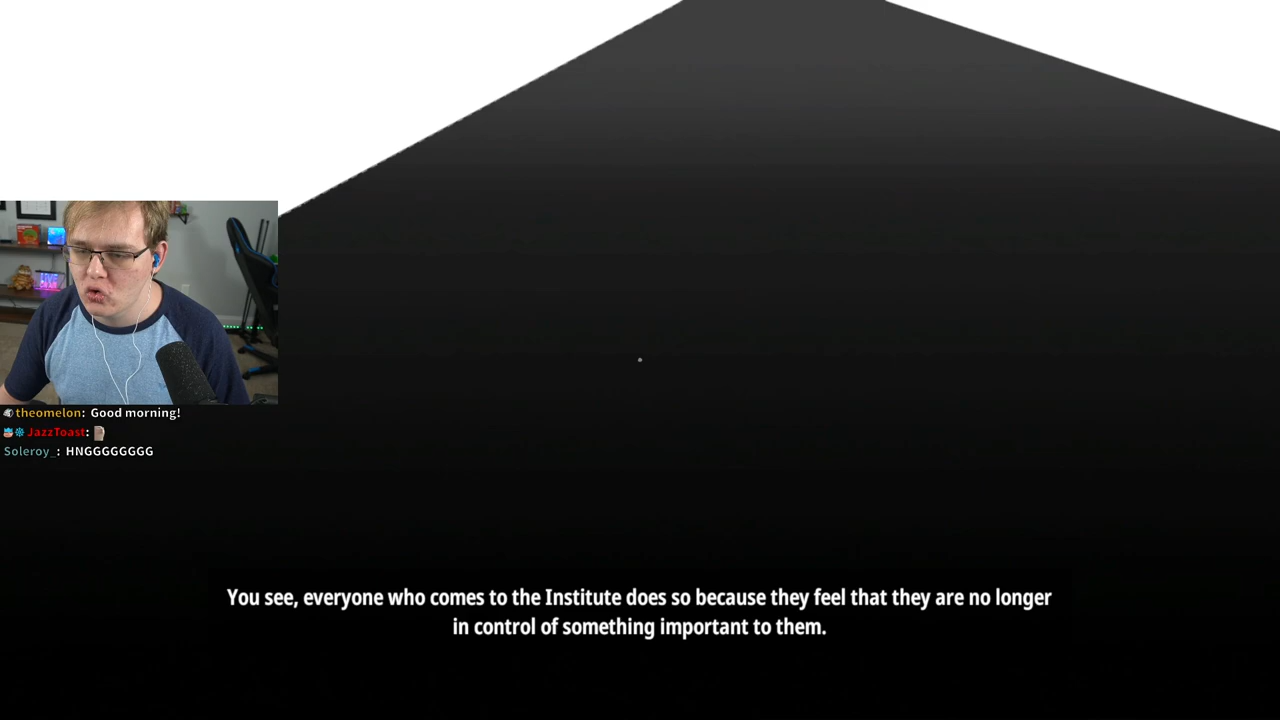 theomelon: Good morning!
JazzToast:
Soleroy_: HNGGGGGGGG
You see, everyone who comes to the Institute does so because they feel that they are no longer
in control of something important to them.